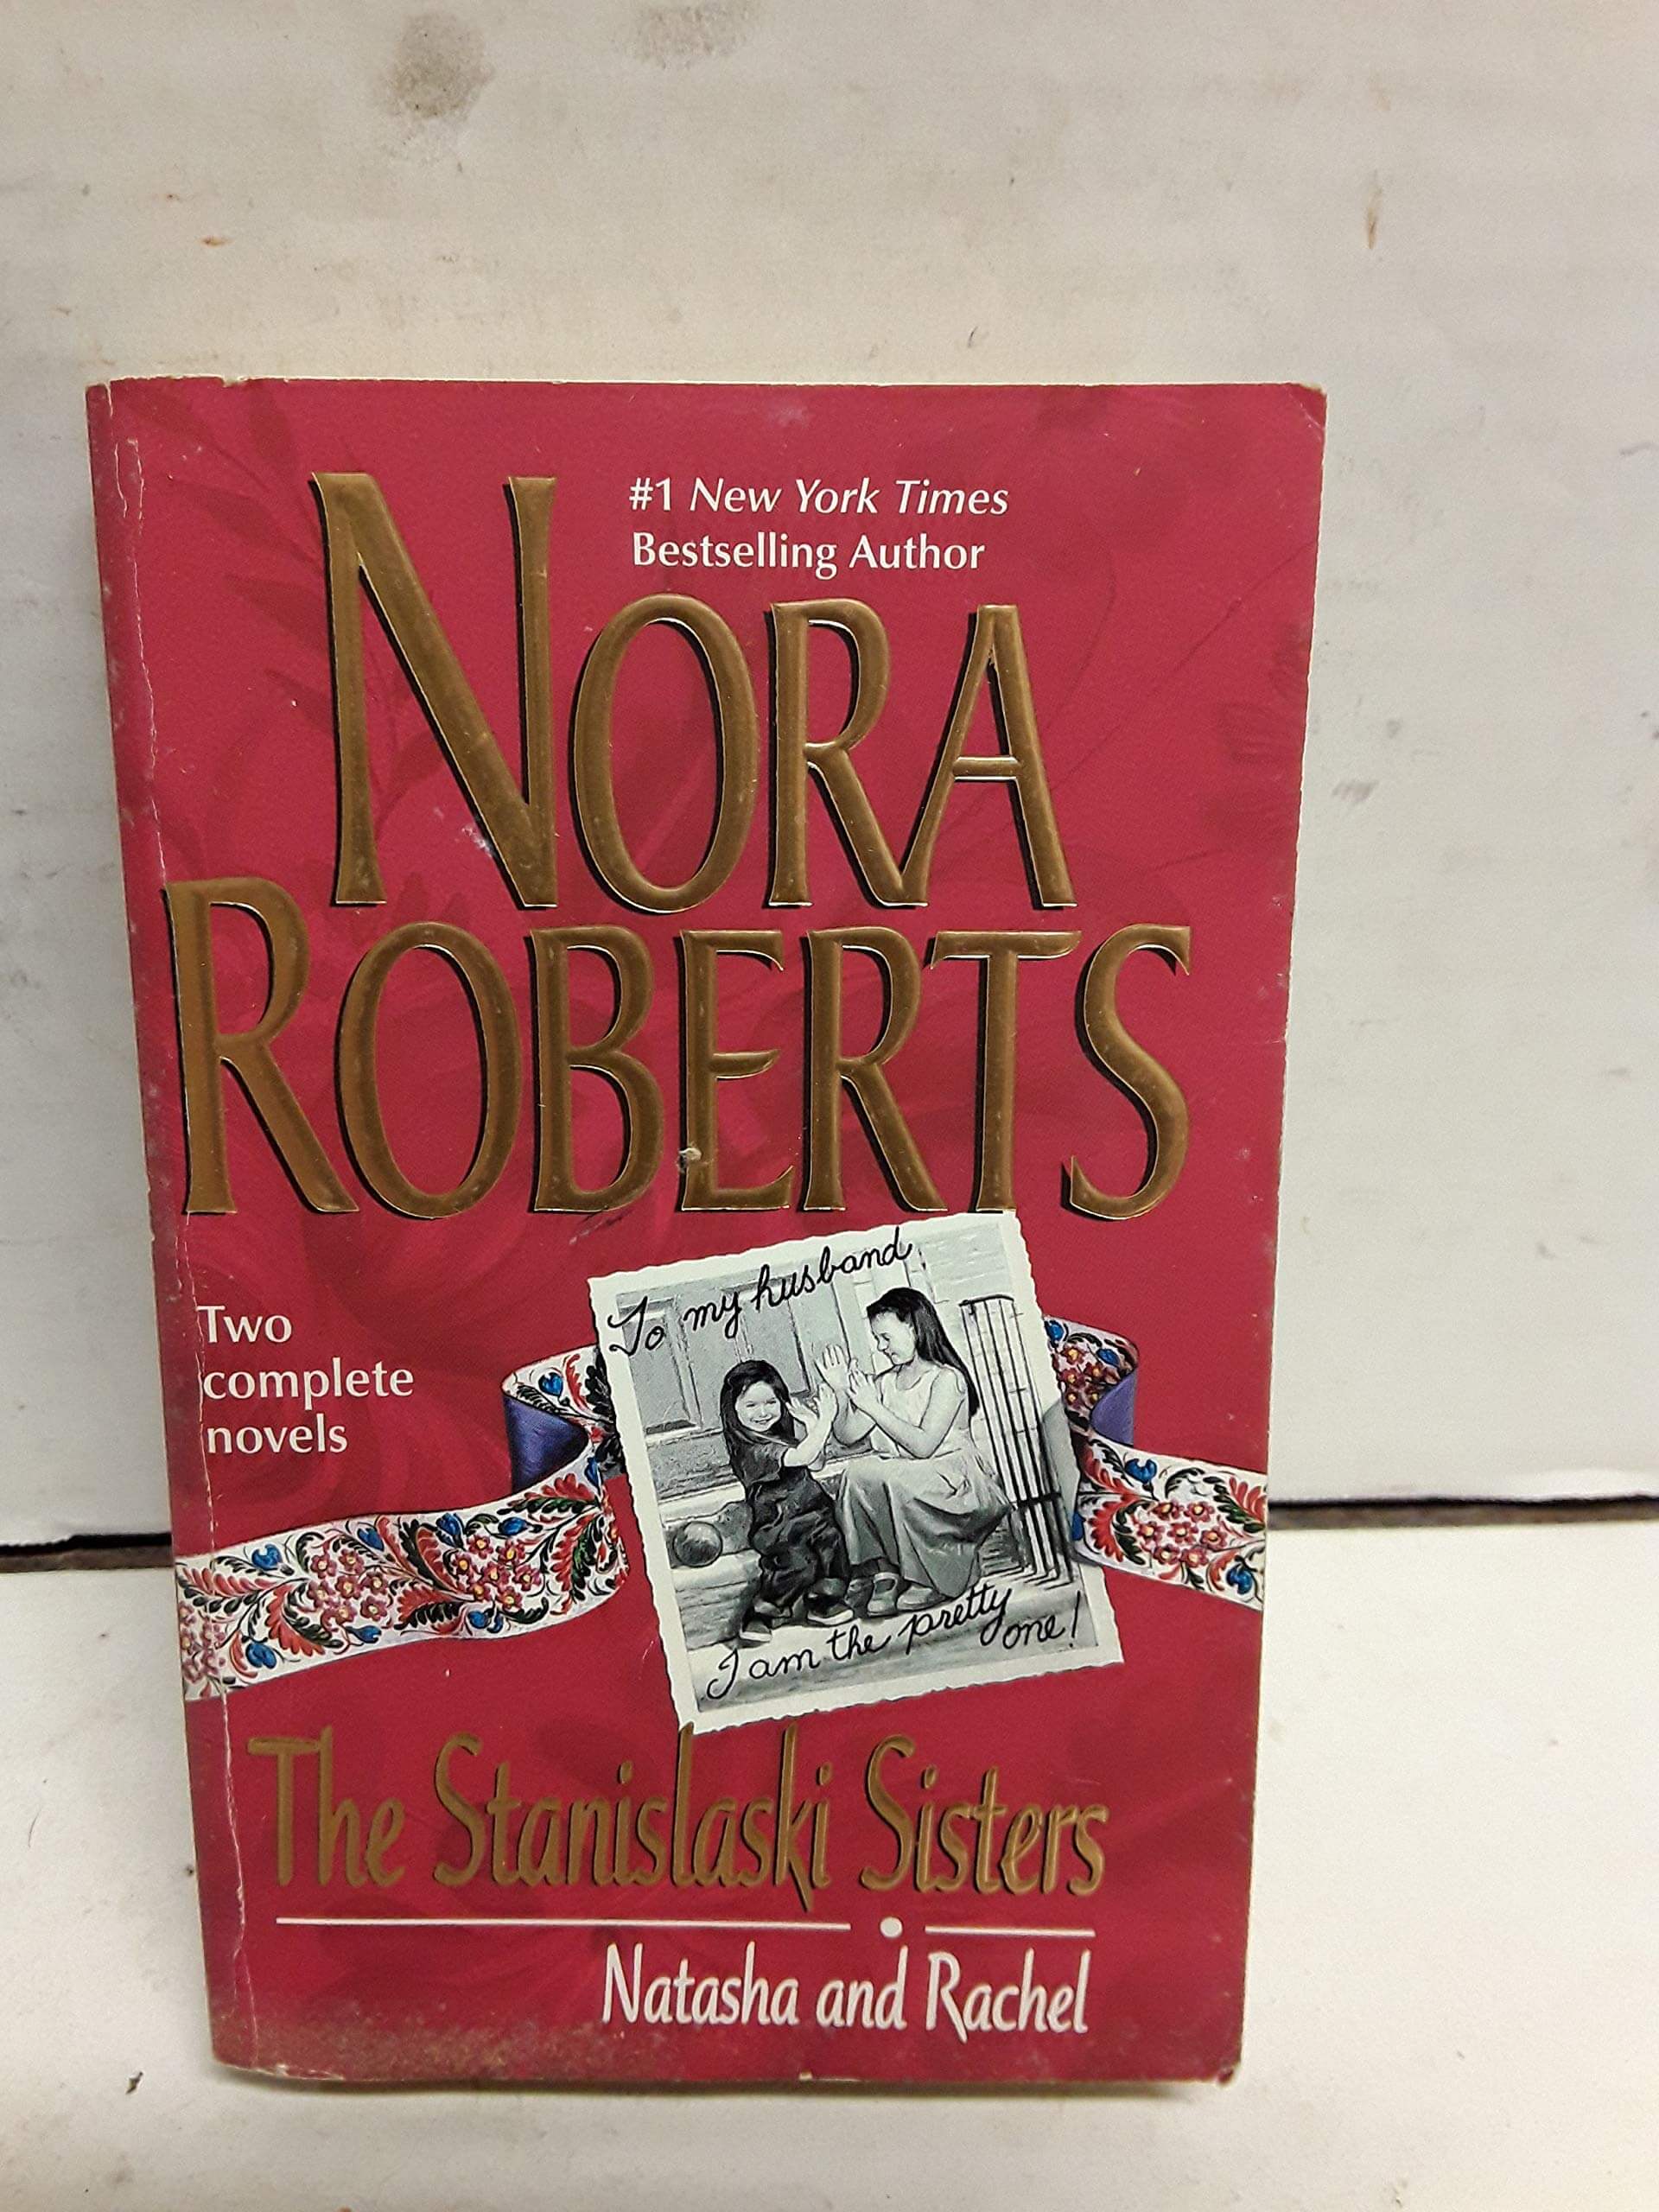 #1 New York Times
Bestselling Author
NORA
ROBERTS
Two
complete
novels
To my husband
I am the pretty
one!
The Stanislaski Sisters
Natasha and Rachel